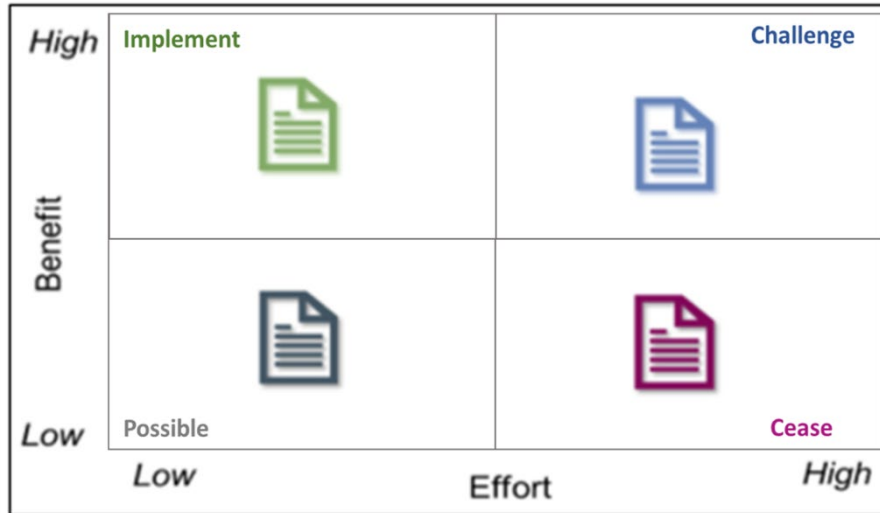 High
Implement
Challenge
Benefit
Low
Possible
Cease
Low
Effort
High